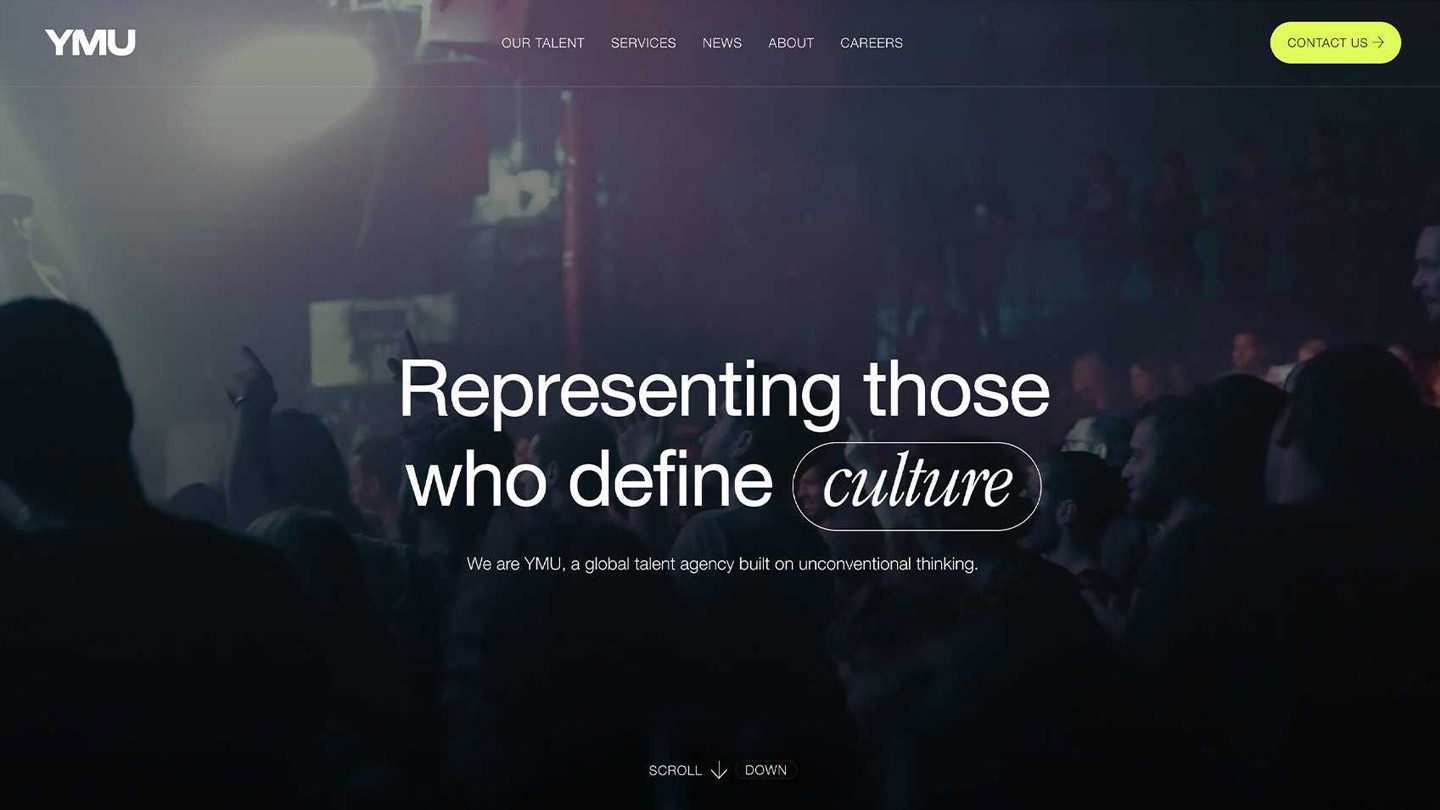 YMU
OUR TALENT
SERVICES
NEWS
ABOUT
CAREERS
CONTACT US
Representing those
who define culture
We are YMU, a global talent agency built on unconventional thinking.
SCROLL DOWN